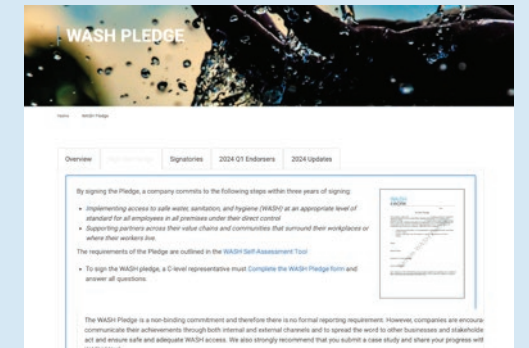 WASH PLEDGE
Home WASH Pledge
Overview
Signatories
2024 Q1 Endorsers
2024 Updates
By signing the Pledge, a company commits to the following steps within three years of signing:
• Implementing access to safe water, sanitation, and hygiene (WASH) at an appropriate level of
standard for all employees in all premises under their direct control
• Supporting partners across their value chains and communities that surround their workplaces or
where their workers live.
The requirements of the Pledge are outlined in the WASH Self-Assessment Tool
• To sign the WASH pledge, a C-level representative must Complete the WASH Pledge form and
answer all questions.
The WASH Pledge is a non-binding commitment and therefore there is no formal reporting requirement. However, companies are encoura
communicate their achievements through both internal and external channels and to spread the word to other businesses and stakeholde
act and ensure safe and adequate WASH access. We also strongly recommend that you submit a case study and share your progress with